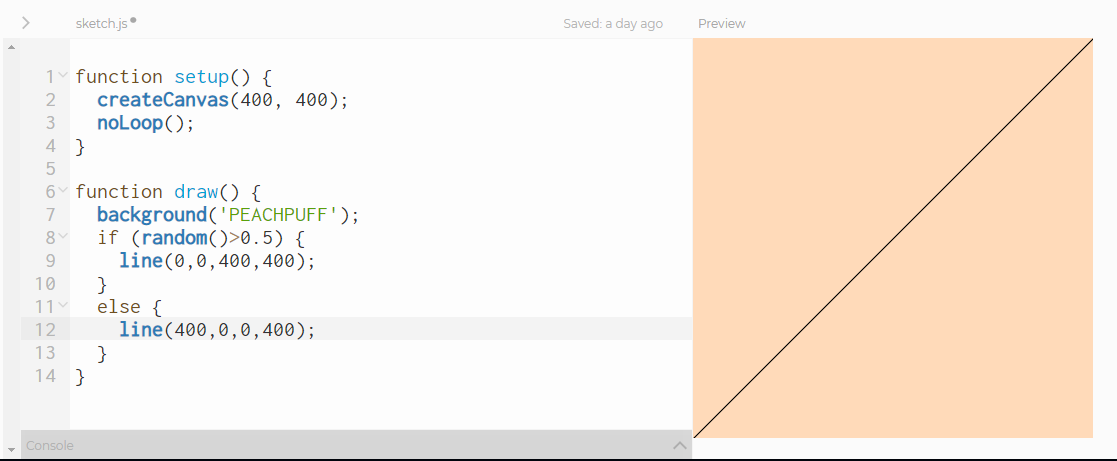 sketch.js Saved: a day ago Preview
1 function setup() {
2 createCanvas(400, 400);
3 noLoop();
4 }
5
6 function draw() {
7 background('PEACHPUFF');
8 if (random()>0.5) {
9 line(0,0,400,400);
10 }
11 else {
12 line(400,0,0,400);
13 }
14 }
Console